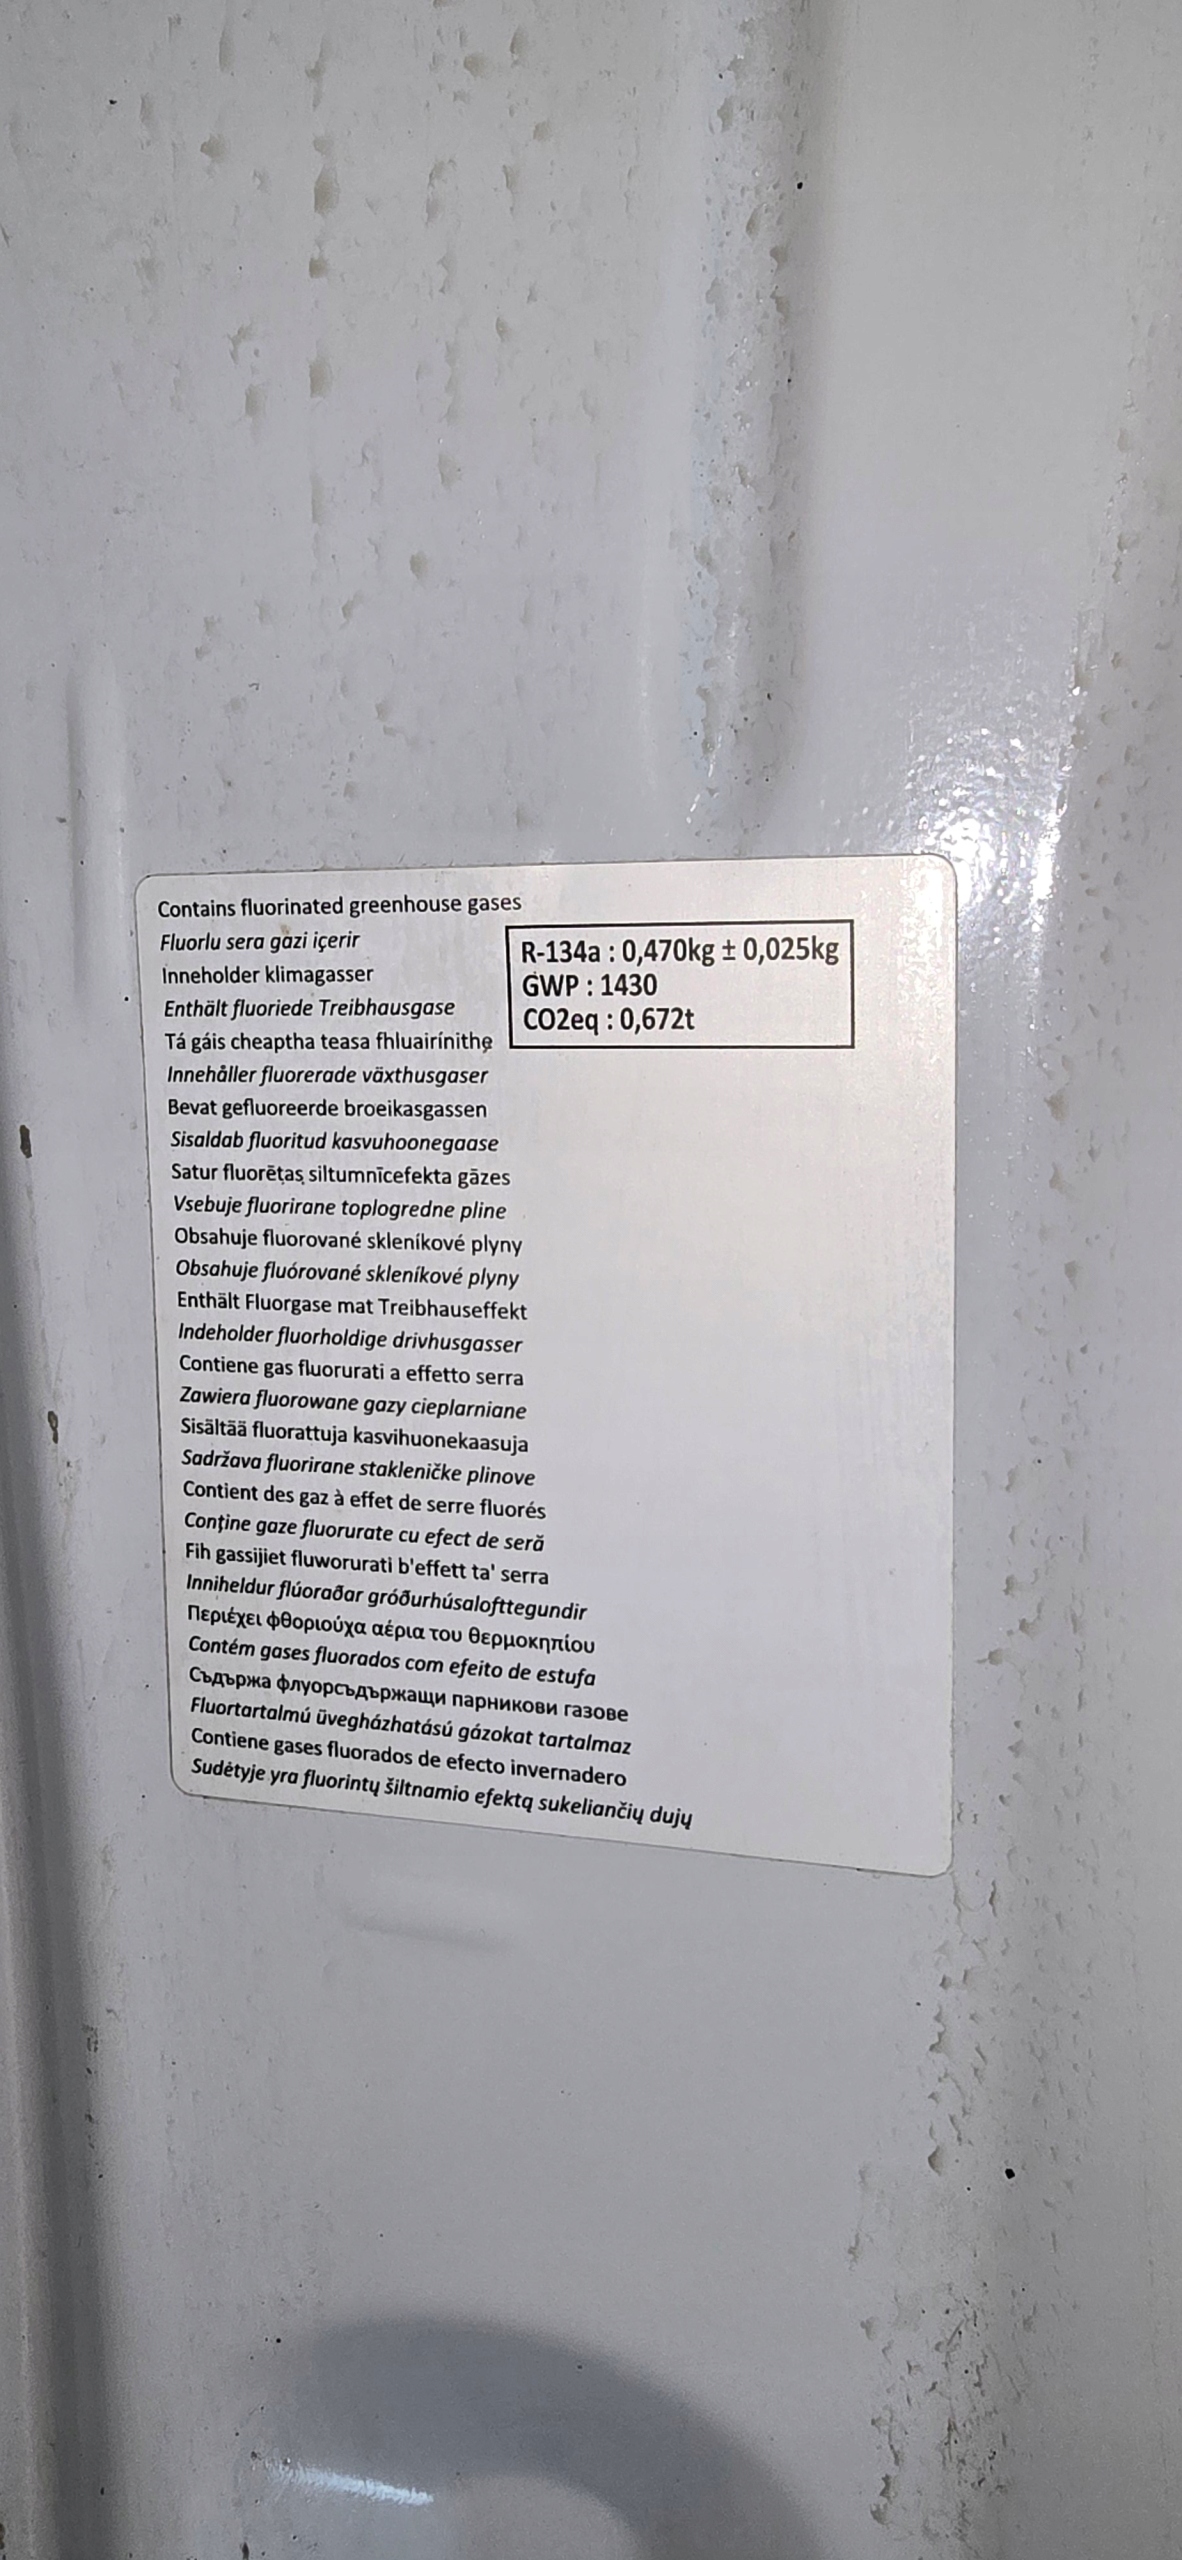 Contains fluorinated greenhouse gases
Fluorlu sera gazi içerir
Inneholder klimagasser
Enthält fluoriede Treibhausgase
Tá gáis cheaptha teasa fhluairínithe
Innehåller fluorerade växthusgaser
Bevat gefluoreerde broeikasgassen
Sisaldab fluoritud kasvuhoonegaase
Satur fluorētas siltumnīcefekta gāzes
Vsebuje fluorirane toplogredne pline
Obsahuje fluorované skleníkové plyny
Obsahuje fluórované skleníkové plyny
Enthält Fluorgase mat Treibhauseffekt
Indeholder fluorholdige drivhusgasser
Contiene gas fluorurati a effetto serra
Zawiera fluorowane gazy cieplarniane
Sisältää fluorattuja kasvihuonekaasuja
Sadržava fluorirane stakleničke plinove
Contient des gaz à effet de serre fluorés
Conține gaze fluorurate cu efect de seră
Fih gassijiet fluworurati b'effett ta' serra
Inniheldur flúoraðar gróðurhúsalofttegundir
Περιέχει φθοριούχα αέρια του θερμοκηπίου
Contém gases fluorados com efeito de estufa
Съдържа флуорсъдържащи парникови газове
Fluortartalmú üvegházhatású gázokat tartalmaz
Contiene gases fluorados de efecto invernadero
Sudėtyje yra fluorintų šiltnamio efektą sukeliančių dujų
R-134a : 0,470kg ± 0,025kg
GWP : 1430
CO2eq : 0,672t